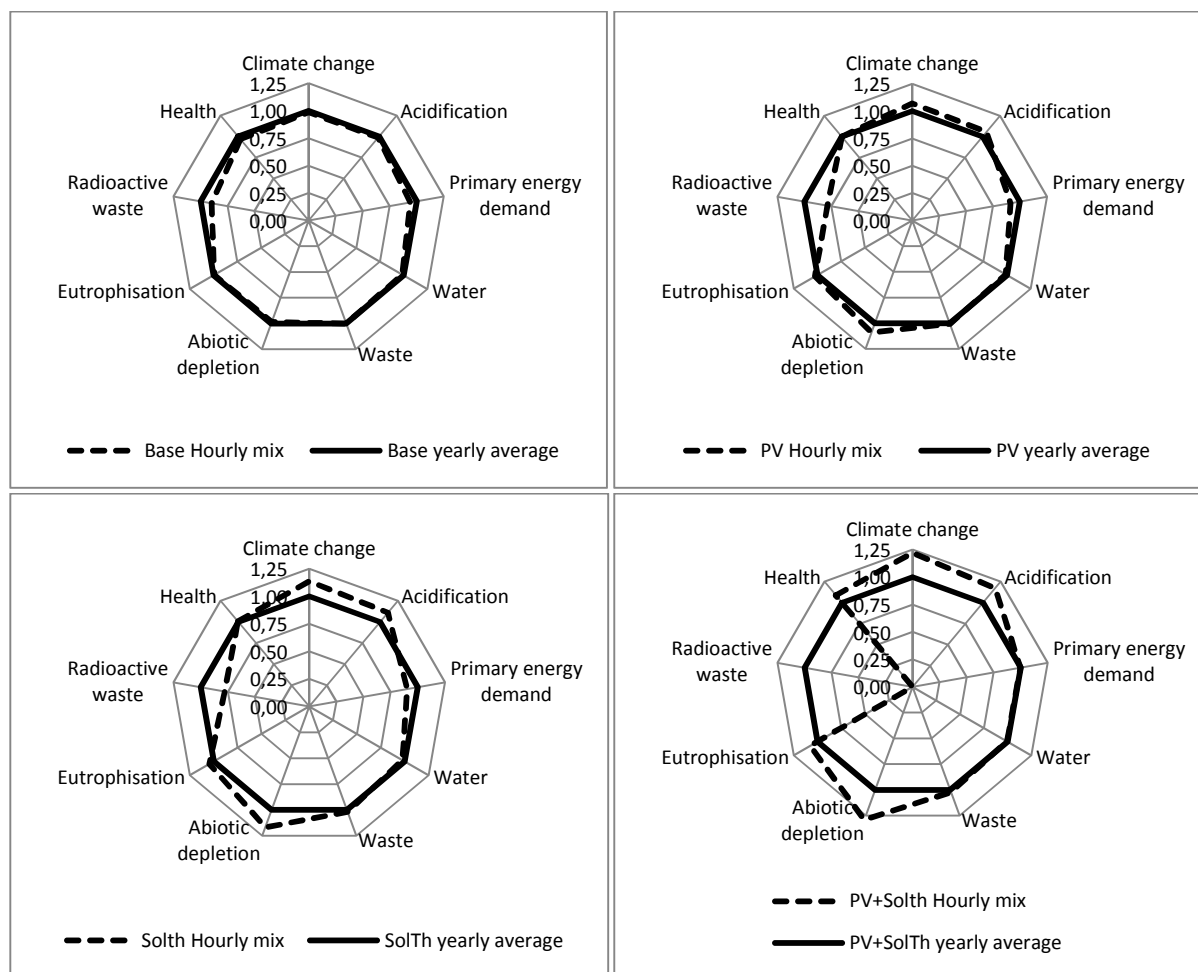 Climate change
1,25
1,00
0,75
0,50
0,25
0,00
Health
Acidification
Radioactive
waste
Primary energy
demand
Eutrophisation
Water
Abiotic
depletion
Waste
Base Hourly mix
Base yearly average
Climate change
1,25
1,00
0,75
0,50
0,25
0,00
Health
Acidification
Radioactive
waste
Primary energy
demand
Eutrophisation
Water
Abiotic
depletion
Waste
PV Hourly mix
PV yearly average
Climate change
1,25
1,00
0,75
0,50
0,25
0,00
Health
Acidification
Radioactive
waste
Primary energy
demand
Eutrophisation
Water
Abiotic
depletion
Waste
Solth Hourly mix
SolTh yearly average
Climate change
1,25
1,00
0,75
0,50
0,25
0,00
Health
Acidification
Radioactive
waste
Primary energy
demand
Eutrophisation
Water
Abiotic
depletion
Waste
PV+Solth Hourly mix
PV+SolTh yearly average